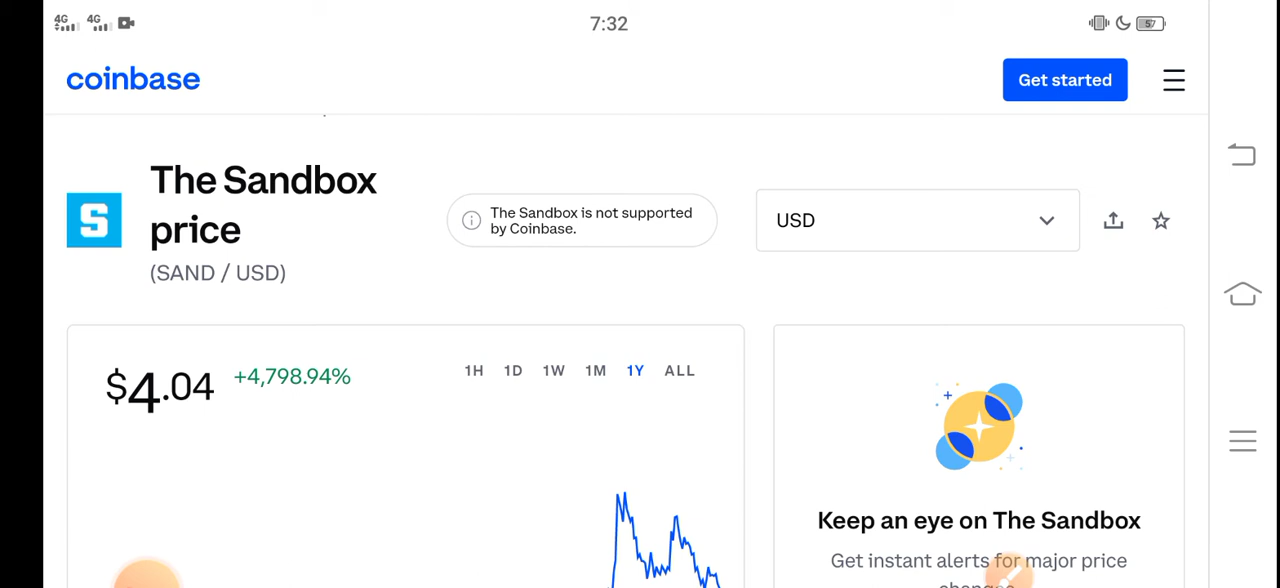 4G 4G 7:32 57
coinbase Get started
The Sandbox
price
(SAND / USD)
The Sandbox is not supported
by Coinbase.
USD
$4.04 +4,798.94%
1H 1D 1W 1M 1Y ALL
S
Keep an eye on The Sandbox
Get instant alerts for major price